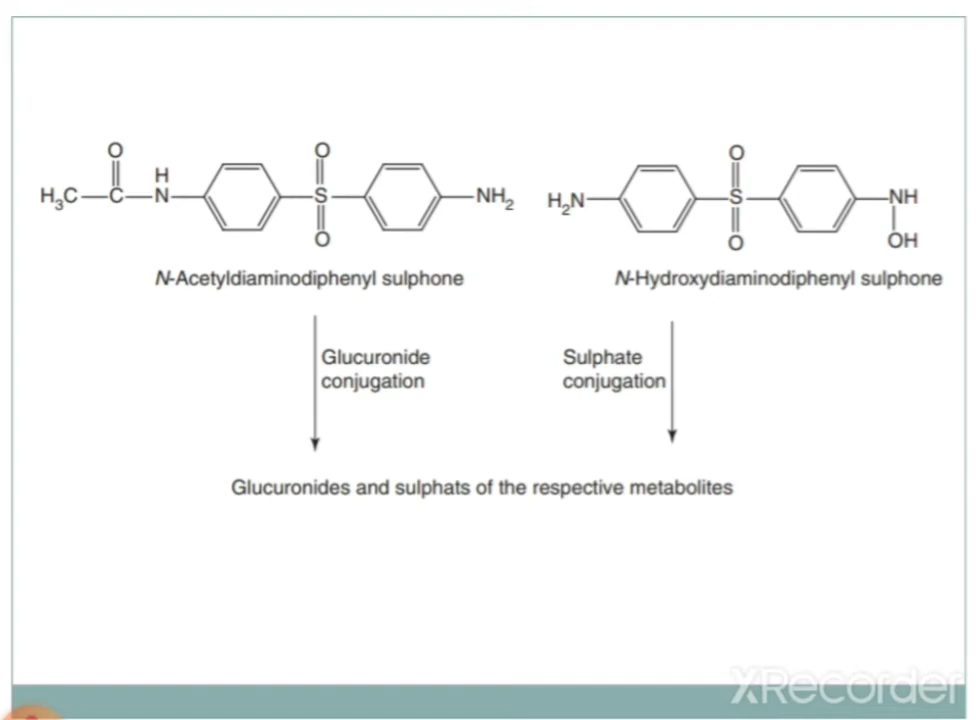 O
O
O
H
H₃C—C—N
S
NH₂
H₂N
S
NH
O
O
OH
N-Acetyldiaminodiphenyl sulphone
N-Hydroxydiaminodiphenyl sulphone
Glucuronide
conjugation
Sulphate
conjugation
Glucuronides and sulphats of the respective metabolites
XRecorder